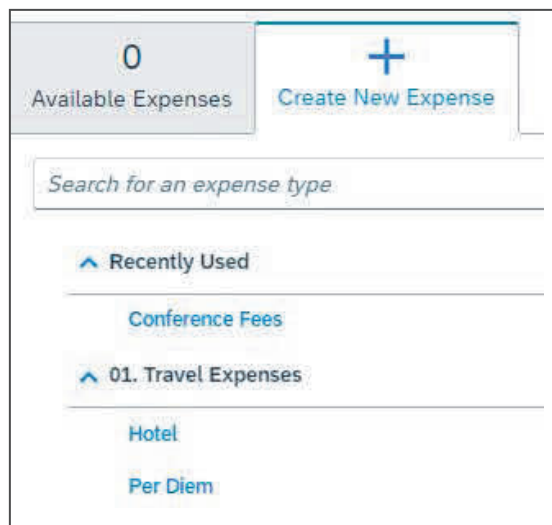 0
Available Expenses
Create New Expense
Search for an expense type
Recently Used
Conference Fees
01. Travel Expenses
Hotel
Per Diem